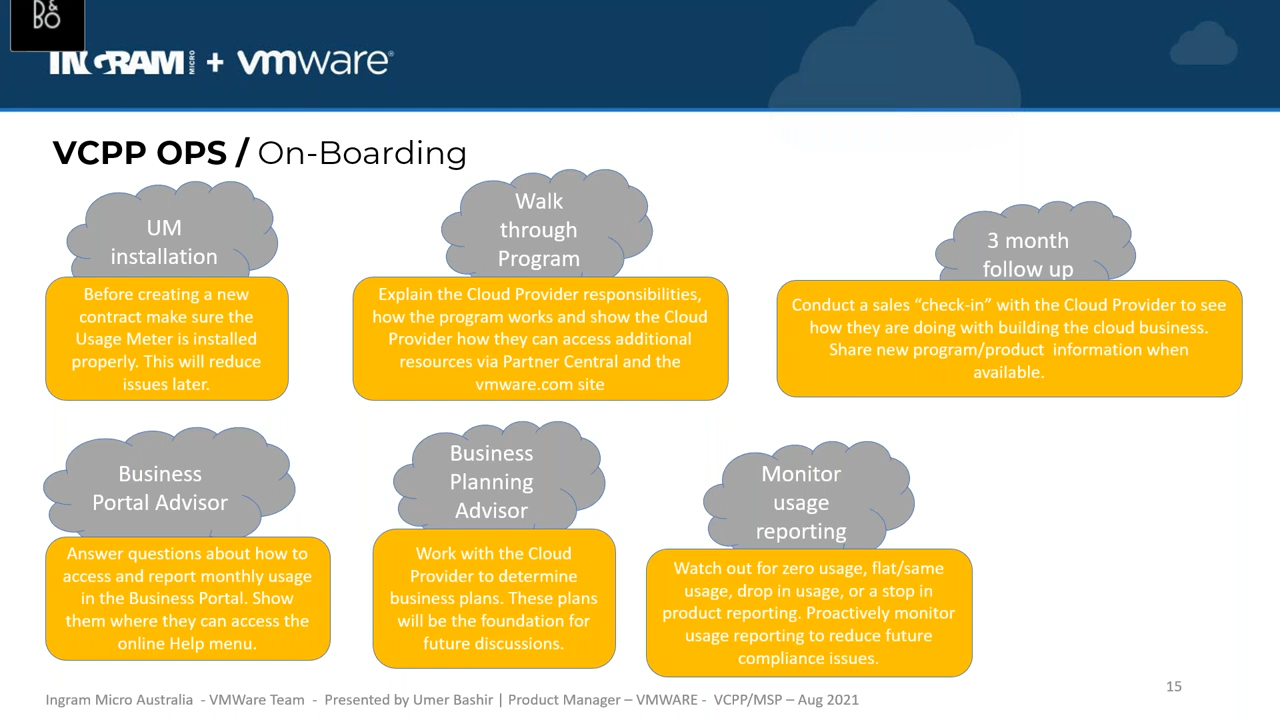 B&
BO
INGRAM MICRO + vmware®
VCPP OPS / On-Boarding
UM
installation
Before creating a new
contract make sure the
Usage Meter is installed
properly. This will reduce
issues later.
Walk
through
Program
Explain the Cloud Provider responsibilities,
how the program works and show the Cloud
Provider how they can access additional
resources via Partner Central and the
vmware.com site
3 month
follow up
Conduct a sales “check-in” with the Cloud Provider to see
how they are doing with building the cloud business.
Share new program/product  information when
available.
Business
Portal Advisor
Answer questions about how to
access and report monthly usage
in the Business Portal. Show
them where they can access the
online Help menu.
Business
Planning
Advisor
Work with the Cloud
Provider to determine
business plans. These plans
will be the foundation for
future discussions.
Monitor
usage
reporting
Watch out for zero usage, flat/same
usage, drop in usage, or a stop in
product reporting. Proactively monitor
usage reporting to reduce future
compliance issues.
15
Ingram Micro Australia  - VMWare Team  -  Presented by Umer Bashir | Product Manager – VMWARE -  VCPP/MSP – Aug 2021